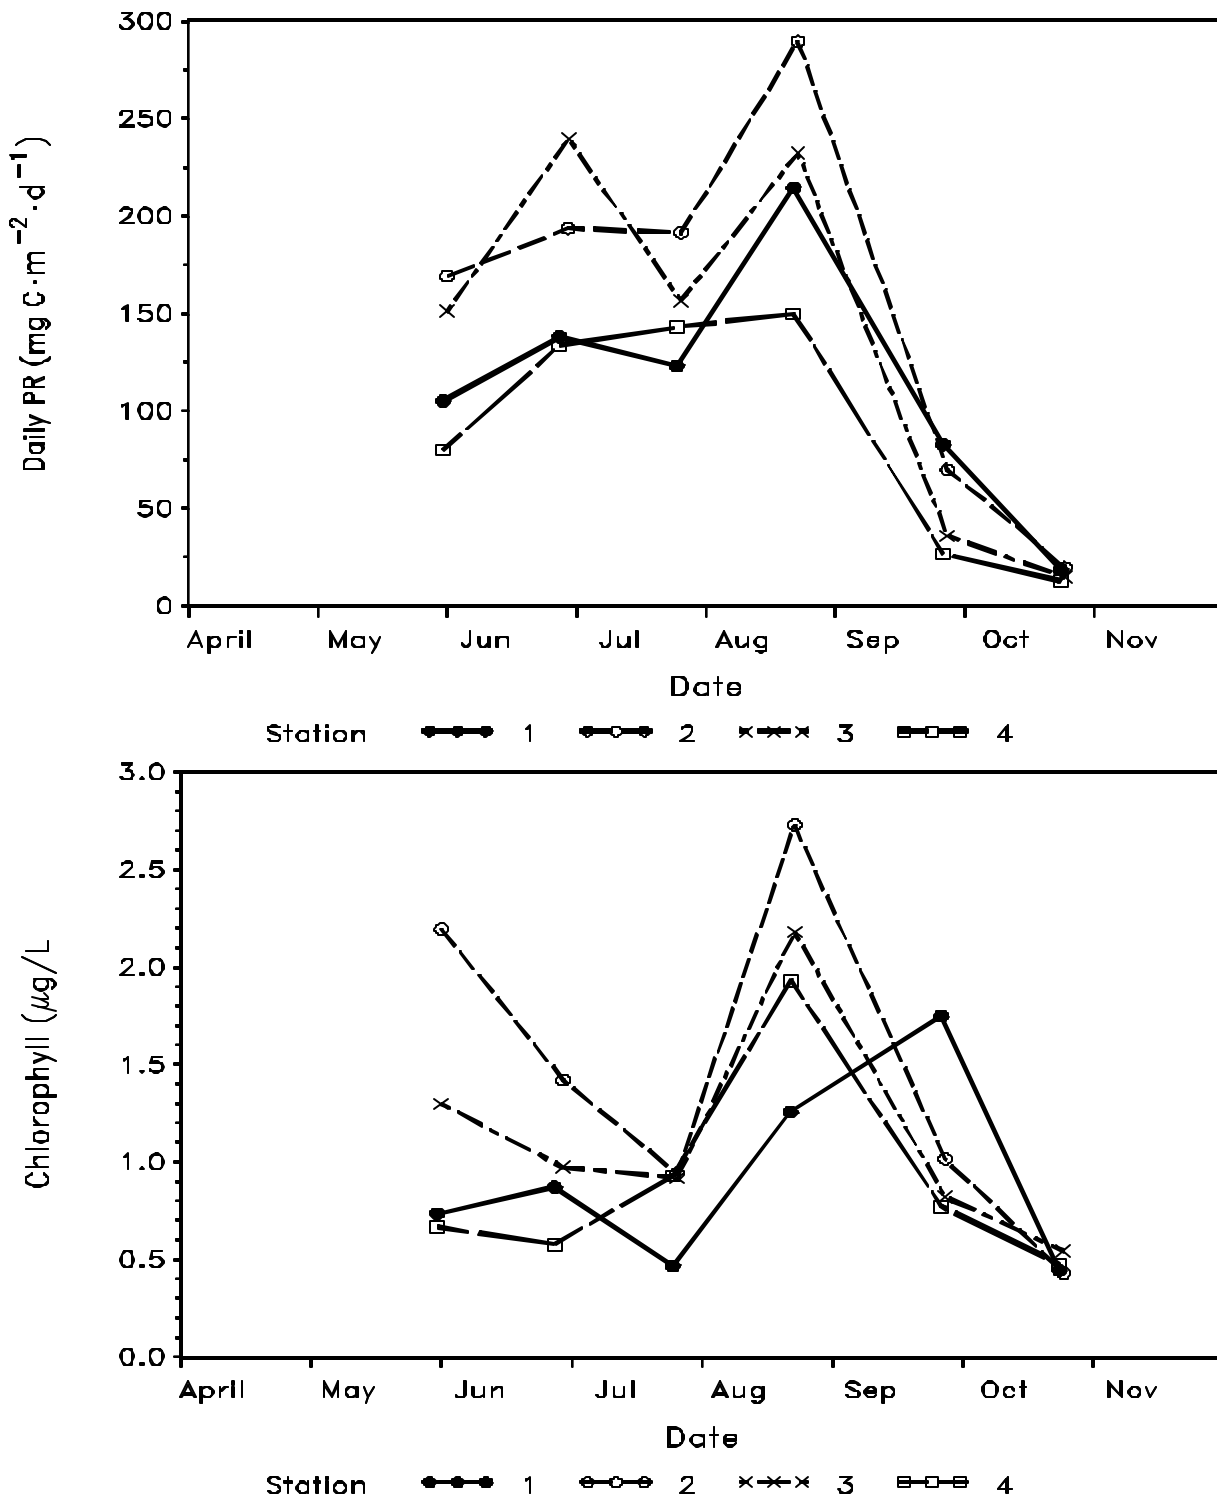 300
250
200
150
100
50
0
Daily PR (mg C·m⁻²·d⁻¹)
April May Jun Jul Aug Sep Oct Nov
Date
Station 1 2 3 4
3.0
2.5
2.0
1.5
1.0
0.5
0.0
Chlorophyll (µg/L
April May Jun Jul Aug Sep Oct Nov
Date
Station 1 2 3 4